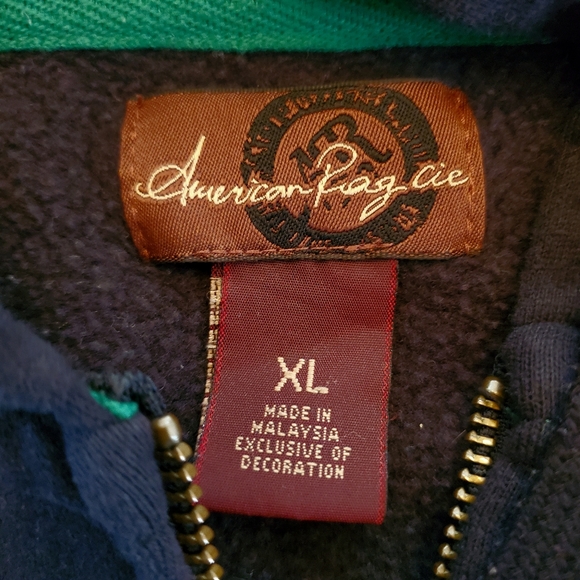 American Rag cie
XL
MADE IN
MALAYSIA
EXCLUSIVE OF
DECORATION